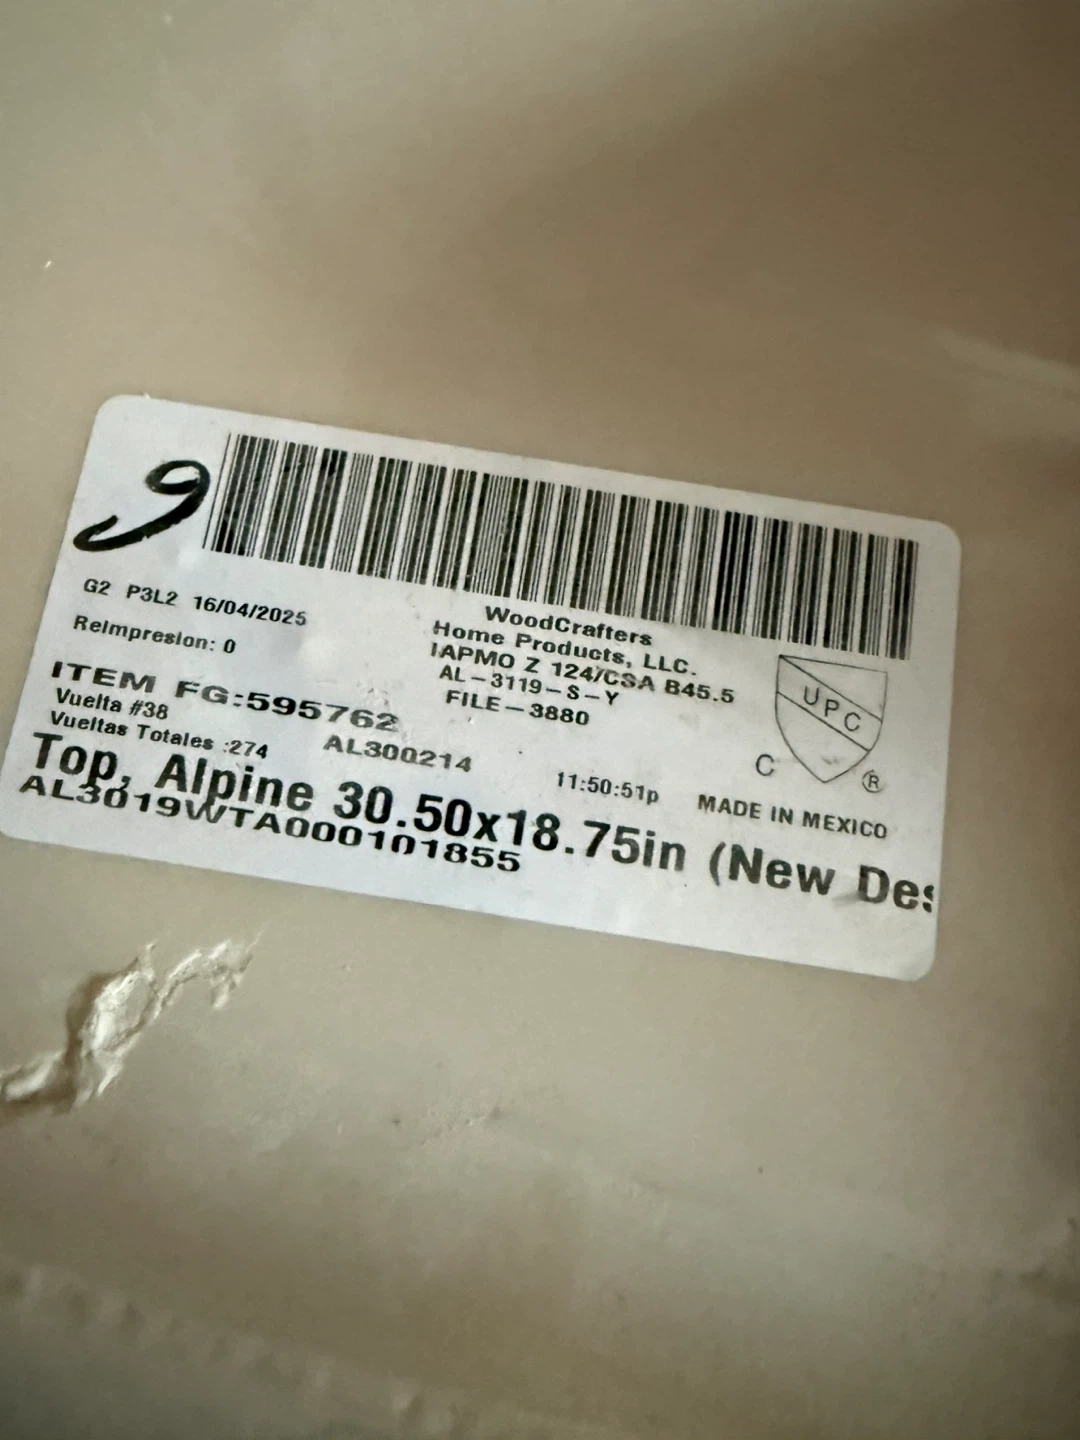 9
G2 P3L2 16/04/2025
ReImpresion: 0
WoodCrafters
Home Products, LLC.
IAPMO Z 124/CSA B45.5
AL-3119-S-Y
FILE-3880
ITEM FG:595762
Vuelta #38
Vueltas Totales :274
AL300214
11:50:51p
UPC
C
®
MADE IN MEXICO
Top, Alpine 30.50x18.75in (New Des
AL3019WTA000101855